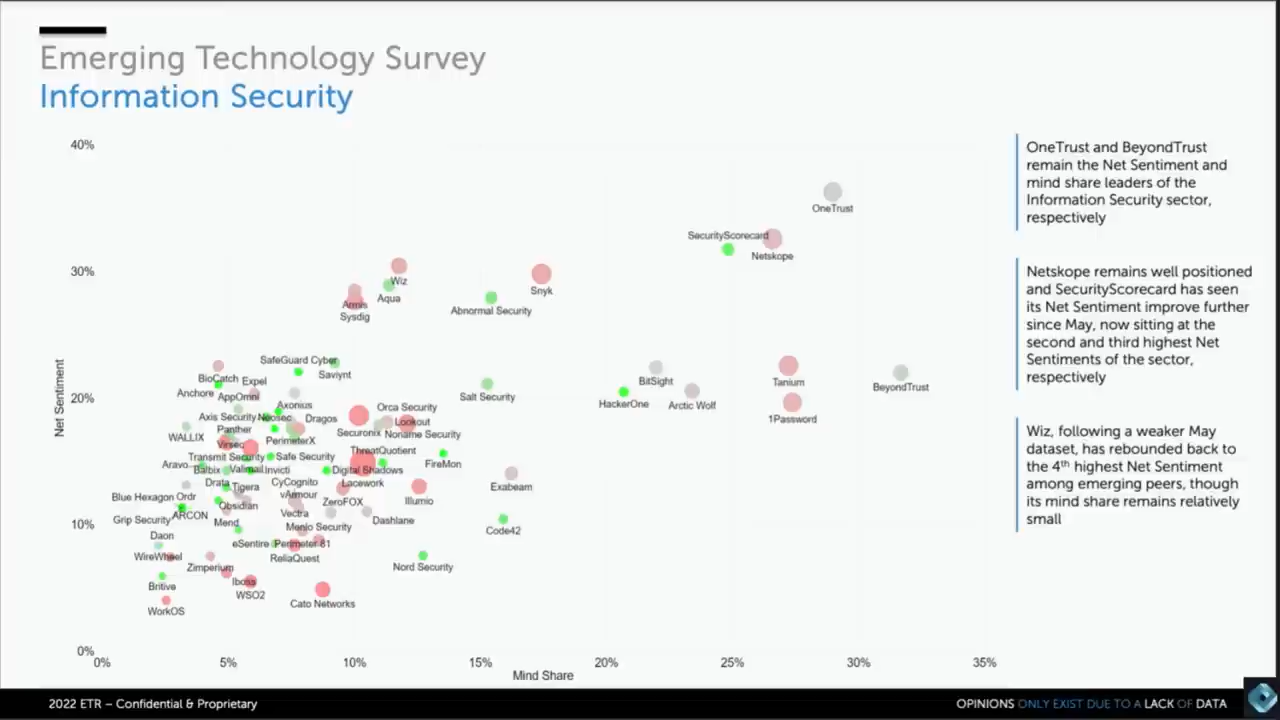 Emerging Technology Survey
Information Security
40%
30%
20%
10%
0%
Net Sentiment
OneTrust
SecurityScorecard
Netskope
Wiz
Aqua
Snyk
Armis
Sysdig
Abnormal Security
SafeGuard Cyber
Saviynt
BioCatch
Expel
Anchore
AppOmni
Salt Security
BitSight
HackerOne
Arctic Wolf
Tanium
1Password
BeyondTrust
Axonius
Orca Security
Axis Security
Neosec
Dragos
Lookout
Panther
Securonix
Noname Security
WALLIX
Virsec
PerimeterX
ThreatQuotient
Transmit Security
Safe Security
FireMon
Aravo...
Balbix
Valimail
Invicti
Digital Shadows
Drata
Tigera
CyCognito
Lacework
Exabeam
Blue Hexagon
Ordr
vArmour
ZeroFOX
Illumio
Obsidian
ARCON
Vectra
Grip Security
Mend
Menlo Security
Dashlane
Code42
Daon
eSentire
Perimeter 81
WireWheel
ReliaQuest
Zimperium
Nord Security
Britive
Iboss
WSO2
Cato Networks
WorkOS
0%
5%
10%
15%
20%
25%
30%
35%
Mind Share
OneTrust and BeyondTrust
remain the Net Sentiment and
mind share leaders of the
Information Security sector,
respectively
Netskope remains well positioned
and SecurityScorecard has seen
its Net Sentiment improve further
since May, now sitting at the
second and third highest Net
Sentiments of the sector,
respectively
Wiz, following a weaker May
dataset, has rebounded back to
the 4th highest Net Sentiment
among emerging peers, though
its mind share remains relatively
small
2022 ETR – Confidential & Proprietary
OPINIONS ONLY EXIST DUE TO A LACK OF DATA